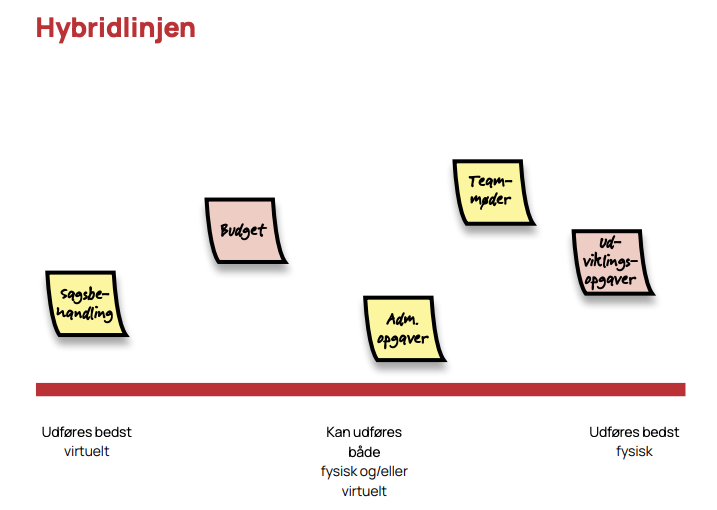 Hybridlinjen
Team-
møder
Budget
Ud-
viklings-
opgaver
Sagsbe-
handling
Adm.
opgaver
Udføres bedst
virtuelt
Kan udføres
både
fysisk og/eller
virtuelt
Udføres bedst
fysisk